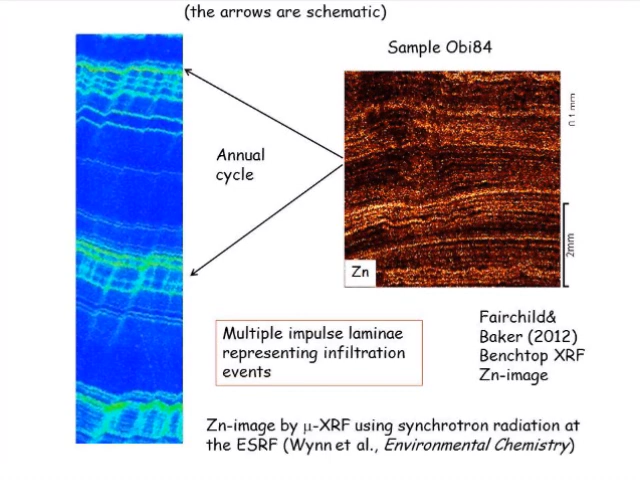 (the arrows are schematic)
Sample Obi84
0.1 mm
Annual
cycle
2mm
Zn
Fairchild&
Baker (2012)
Benchtop XRF
Zn-image
Multiple impulse laminae
representing infiltration
events
Zn-image by μ-XRF using synchrotron radiation at
the ESRF (Wynn et al., Environmental Chemistry)